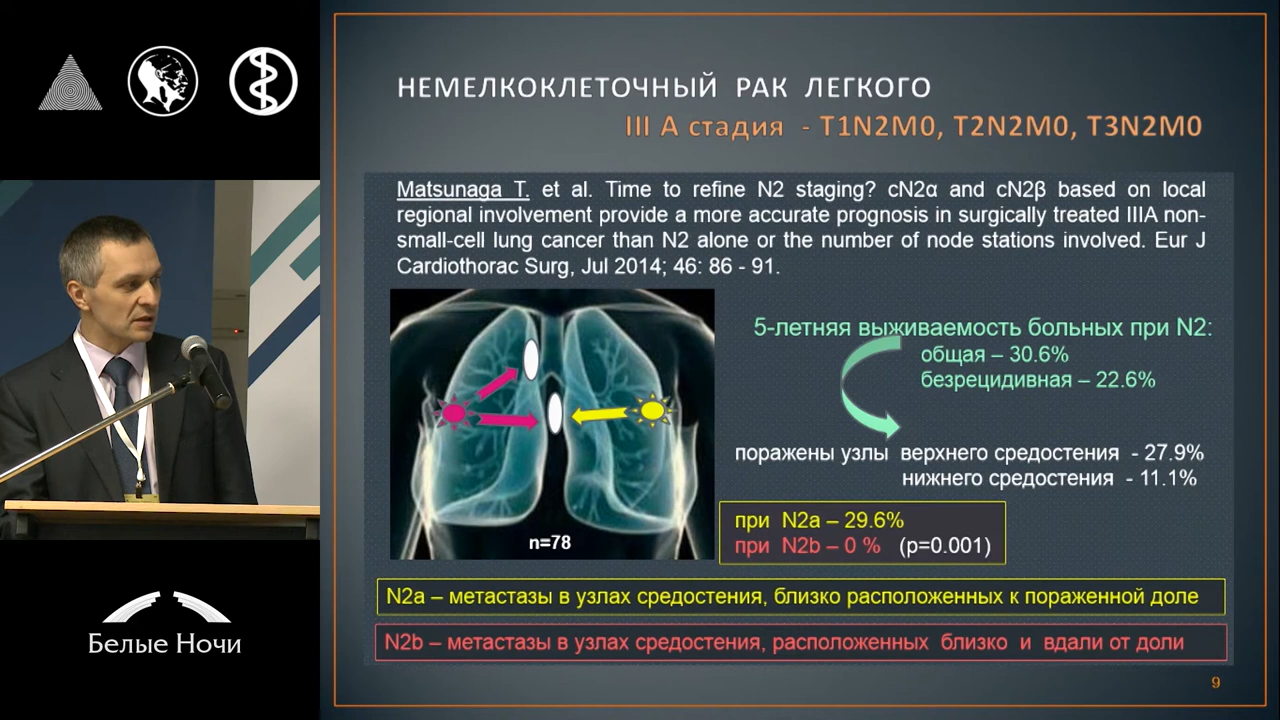 НЕМЕЛКОКЛЕТОЧНЫЙ РАК ЛЕГКОГО
III А стадия - T1N2M0, T2N2M0, T3N2M0
Matsunaga T. et al. Time to refine N2 staging? cN2α and cN2β based on local
regional involvement provide a more accurate prognosis in surgically treated IIIA non-
small-cell lung cancer than N2 alone or the number of node stations involved. Eur J
Cardiothorac Surg, Jul 2014; 46: 86 - 91.
5-летняя выживаемость больных при N2:
общая – 30.6%
безрецидивная – 22.6%
поражены узлы верхнего средостения - 27.9%
нижнего средостения - 11.1%
при N2a – 29.6%
при N2b – 0 % (p=0.001)
n=78
N2a – метастазы в узлах средостения, близко расположенных к пораженной доле
N2b – метастазы в узлах средостения, расположенных близко и вдали от доли
9
Белые Ночи